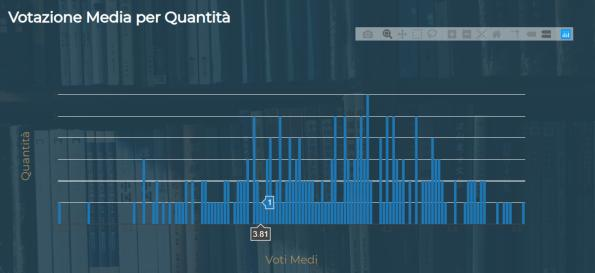 Votazione Media per Quantità
Quantità
1
3.81
Voti Medi